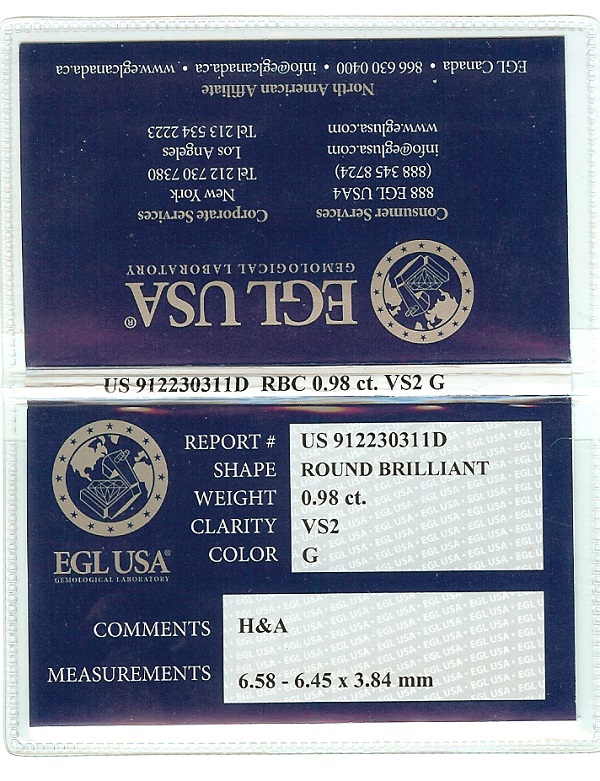 EGL USA®
GEMOLOGICAL LABORATORY
Consumer Services
888 EGL USA4
(888 345 8724)
info@eglusa.com
www.eglusa.com
Corporate Services
New York
Tel 212 730 7380
Los Angeles
Tel 213 534 2223
North American Affiliate
EGL Canada • 866 630 0400 • info@eglcanada.ca • www.eglcanada.ca
US 912230311D RBC 0.98 ct. VS2 G
EGL USA®
GEMOLOGICAL LABORATORY
REPORT # US 912230311D
SHAPE ROUND BRILLIANT
WEIGHT 0.98 ct.
CLARITY VS2
COLOR G
COMMENTS H&A
MEASUREMENTS 6.58 - 6.45 x 3.84 mm